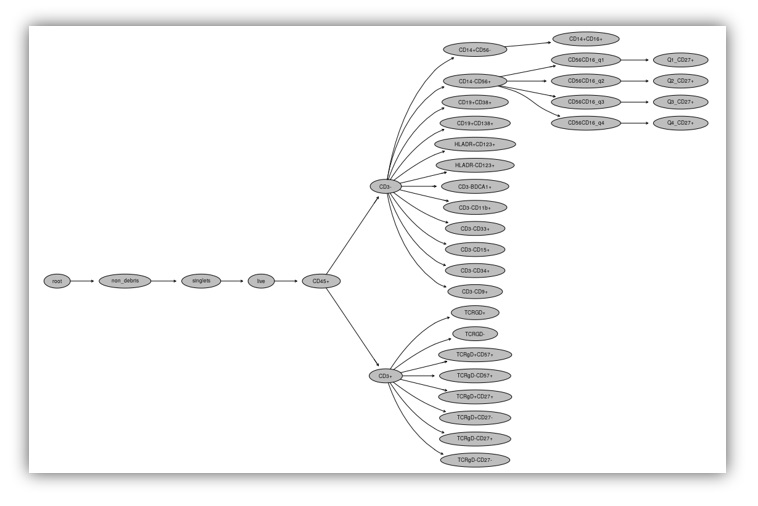 root
non_debris
singlets
live
CD45+
CD3-
CD14+CD56-
CD14+CD16+
CD14-CD56+
CD56CD16_q1
Q1_CD27+
CD56CD16_q2
Q2_CD27+
CD56CD16_q3
Q3_CD27+
CD56CD16_q4
Q4_CD27+
CD19+CD38+
CD19+CD138+
HLADR+CD123+
HLADR-CD123+
CD3-BDCA1+
CD3-CD11b+
CD3-CD33+
CD3-CD15+
CD3-CD34+
CD3-CD9+
CD3+
TCRGD+
TCRGD-
TCRgD+CD57+
TCRgD-CD57+
TCRgD+CD27+
TCRgD+CD27-
TCRgD-CD27+
TCRgD-CD27-